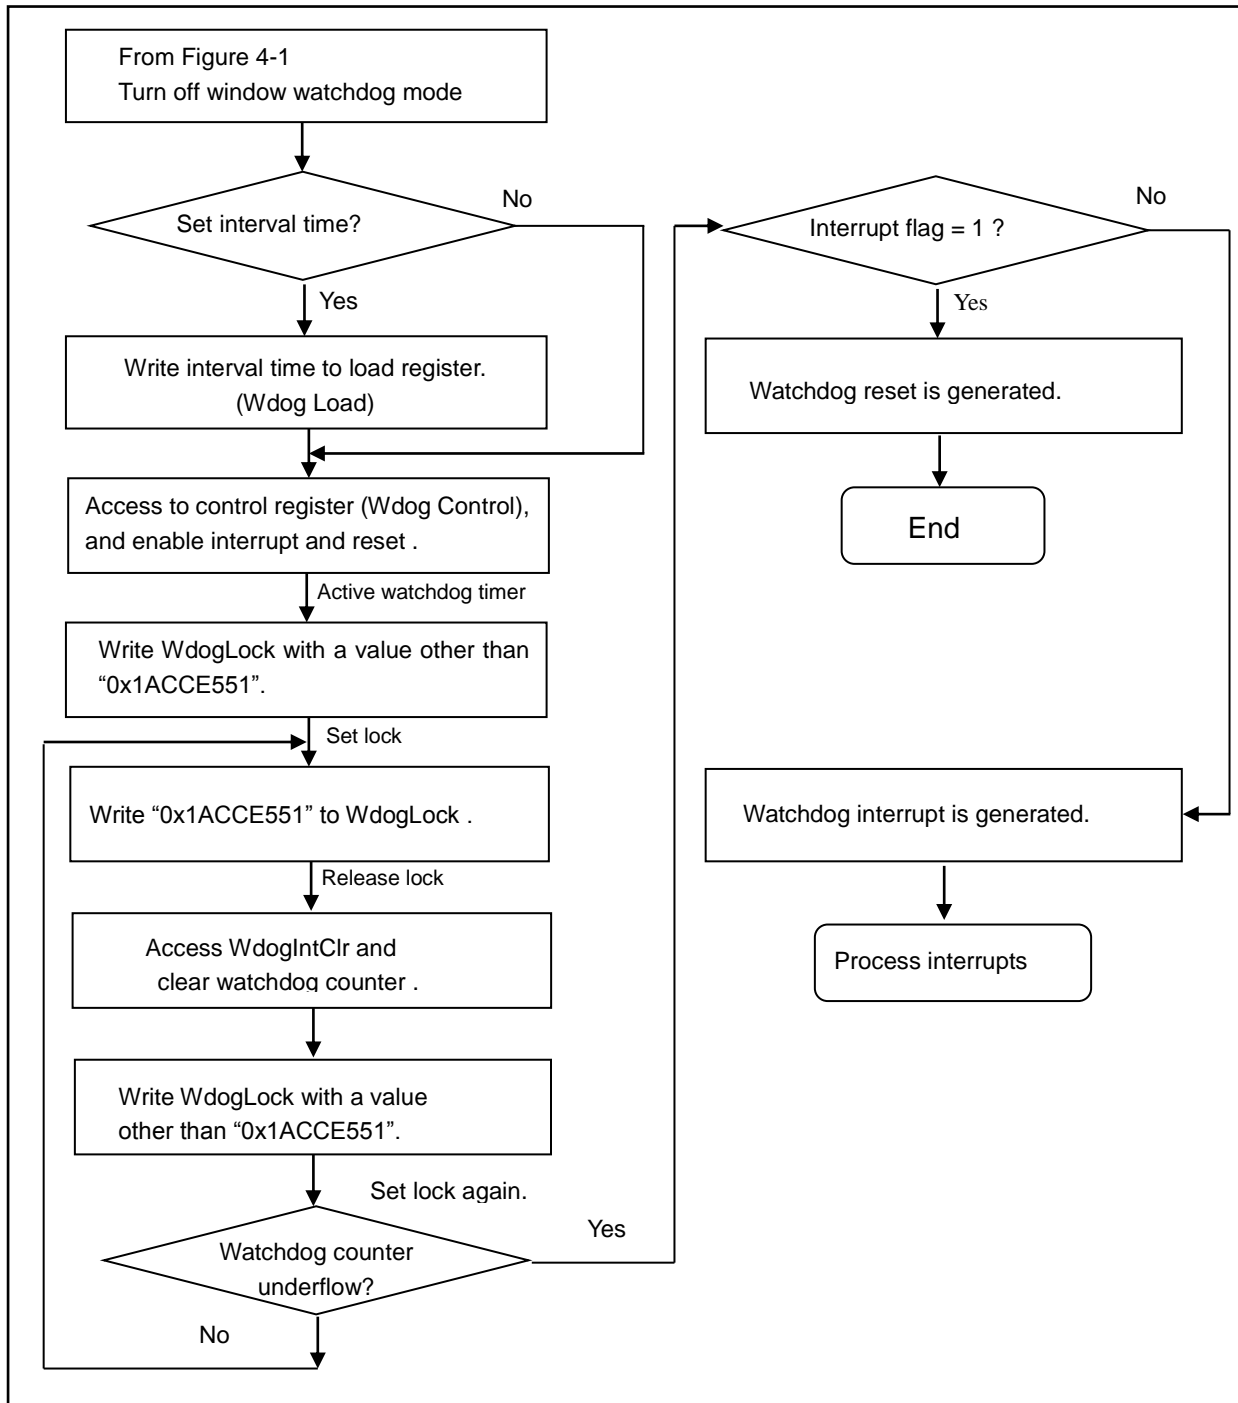 From Figure 4-1
Turn off window watchdog mode
Set interval time?
No
Yes
Write interval time to load register.
(Wdog Load)
Access to control register (Wdog Control),
and enable interrupt and reset .
Active watchdog timer
Write WdogLock with a value other than
“0x1ACCE551”.
Set lock
Write “0x1ACCE551” to WdogLock .
Release lock
Access WdogIntClr and
clear watchdog counter .
Write WdogLock with a value
other than “0x1ACCE551”.
Set lock again.
Watchdog counter
underflow?
Yes
No
Interrupt flag = 1 ?
No
Yes
Watchdog reset is generated.
End
Watchdog interrupt is generated.
Process interrupts